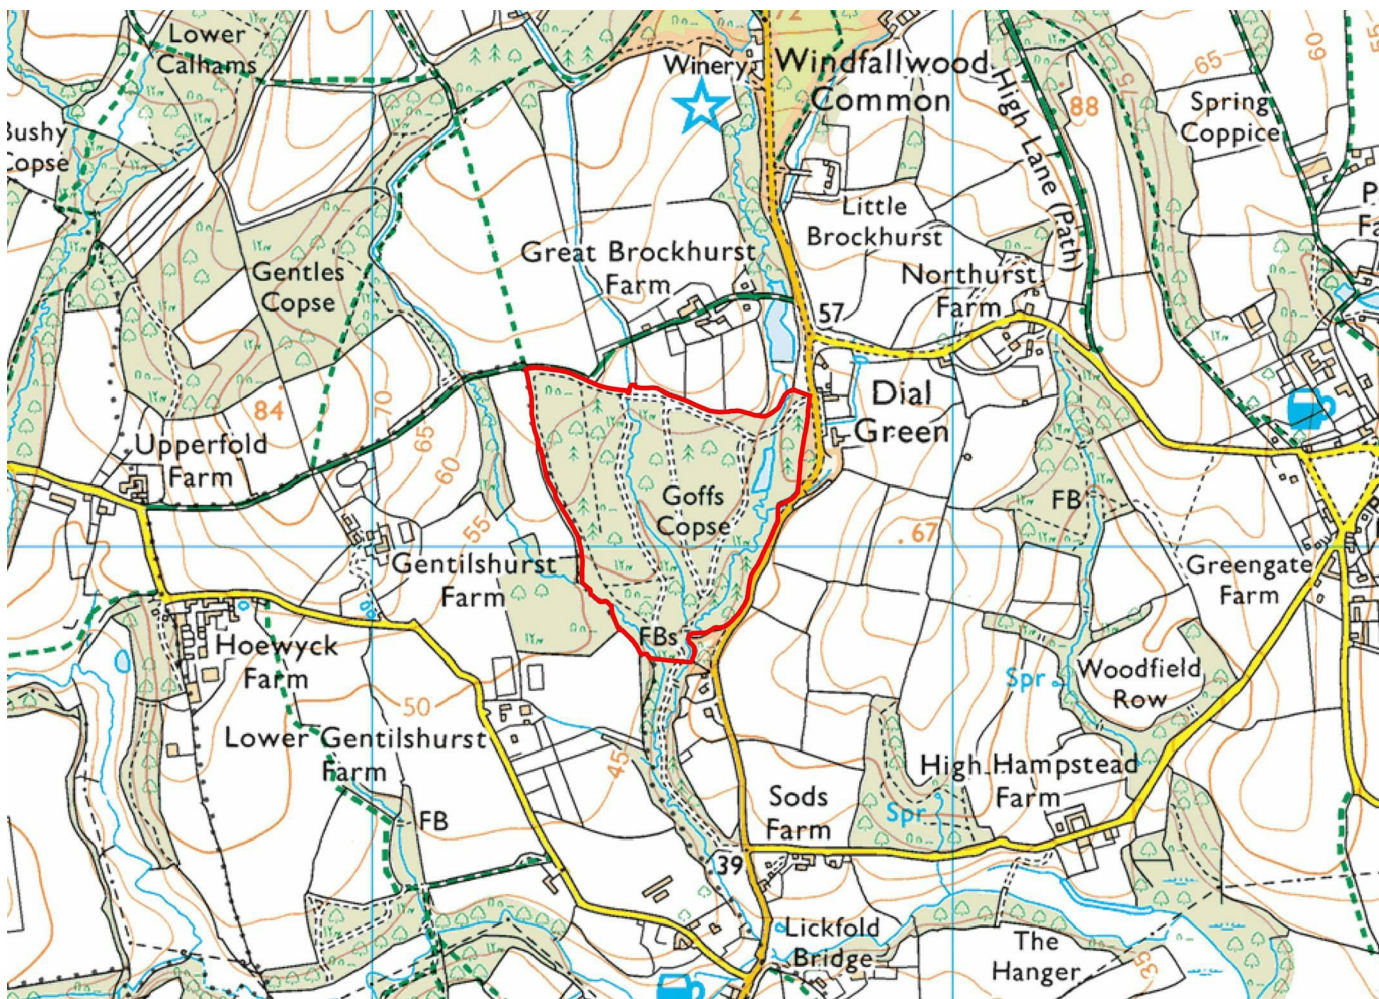 Lower
Calhams
72
Winery
Windfallwood
Common
High Lane (Path)
88
75
65
60
55
Spring
Coppice
Bushy
Copse
Gentles
Copse
Great Brockhurst
Farm
Little
Brockhurst
Northurst
Farm
57
Dial
Green
84
70
65
60
55
Upperfold
Farm
Goffs
Copse
FB
.67
Gentilshurst
Farm
Greengate
Farm
FBs
Hoewyck
Farm
Spr
Woodfield
Row
50
Lower Gentilshurst
Farm
45
High Hampstead
Farm
Sods
Farm
Spr
FB
39
Lickfold
Bridge
The
Hanger
35